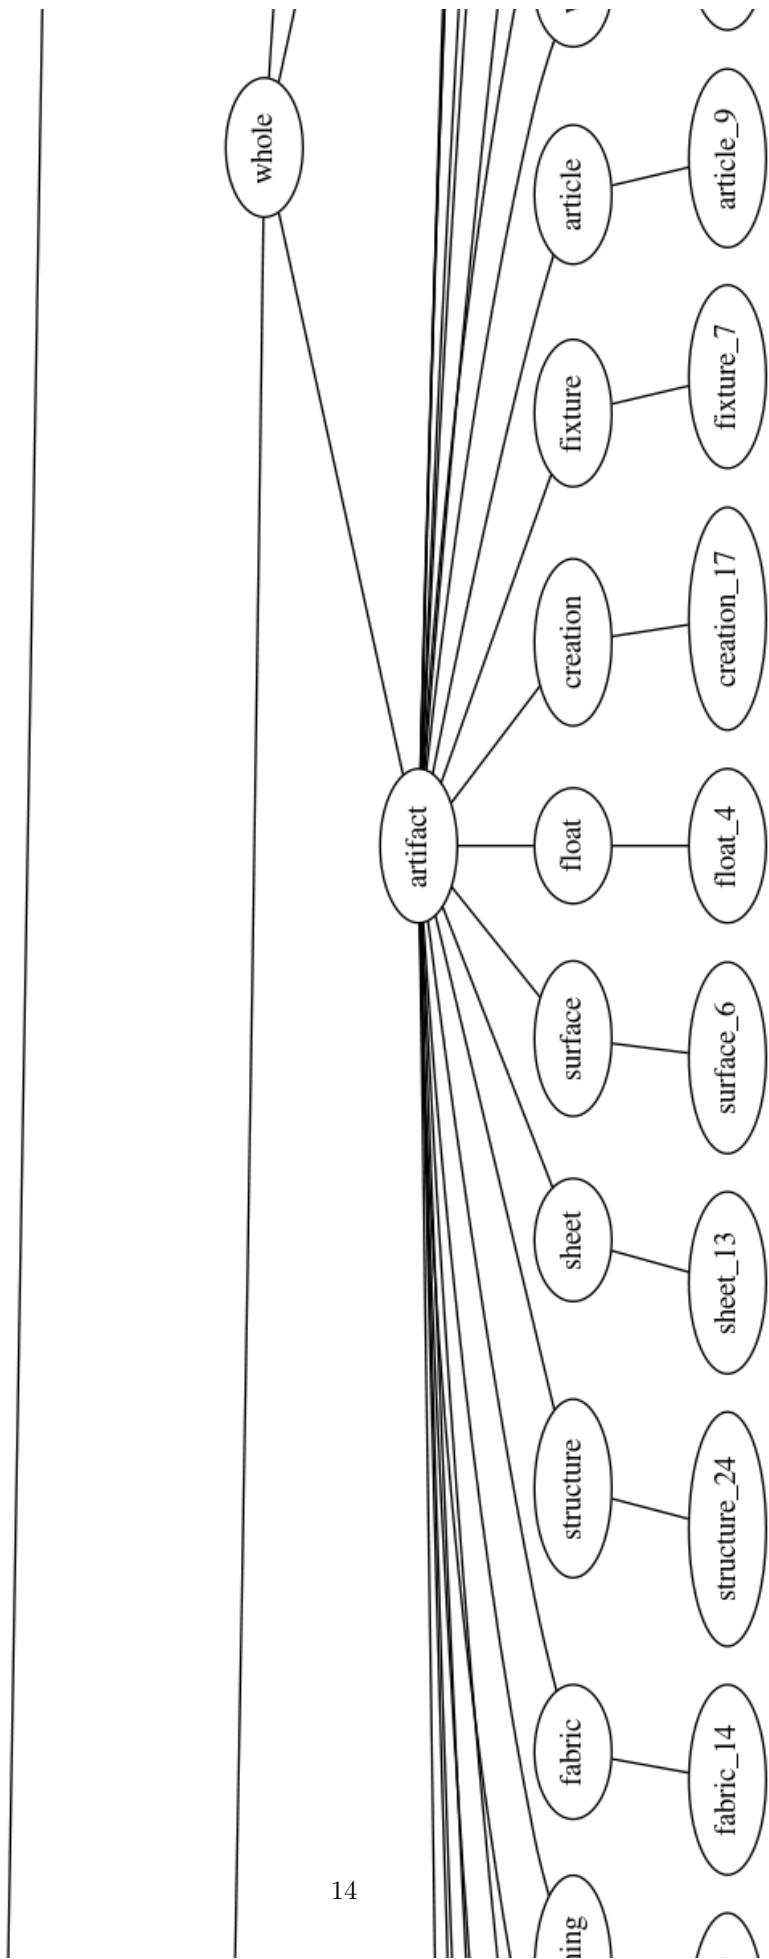 whole
artifact
article
article_9
fixture
fixture_7
creation
creation_17
float
float_4
surface
surface_6
sheet
sheet_13
structure
structure_24
fabric
fabric_14
14